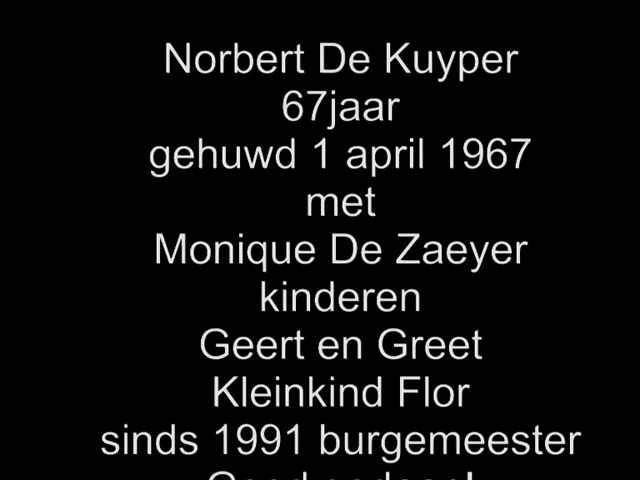 Norbert De Kuyper
67jaar
gehuwd 1 april 1967
met
Monique De Zaeyer
kinderen
Geert en Greet
Kleinkind Flor
sinds 1991 burgemeester